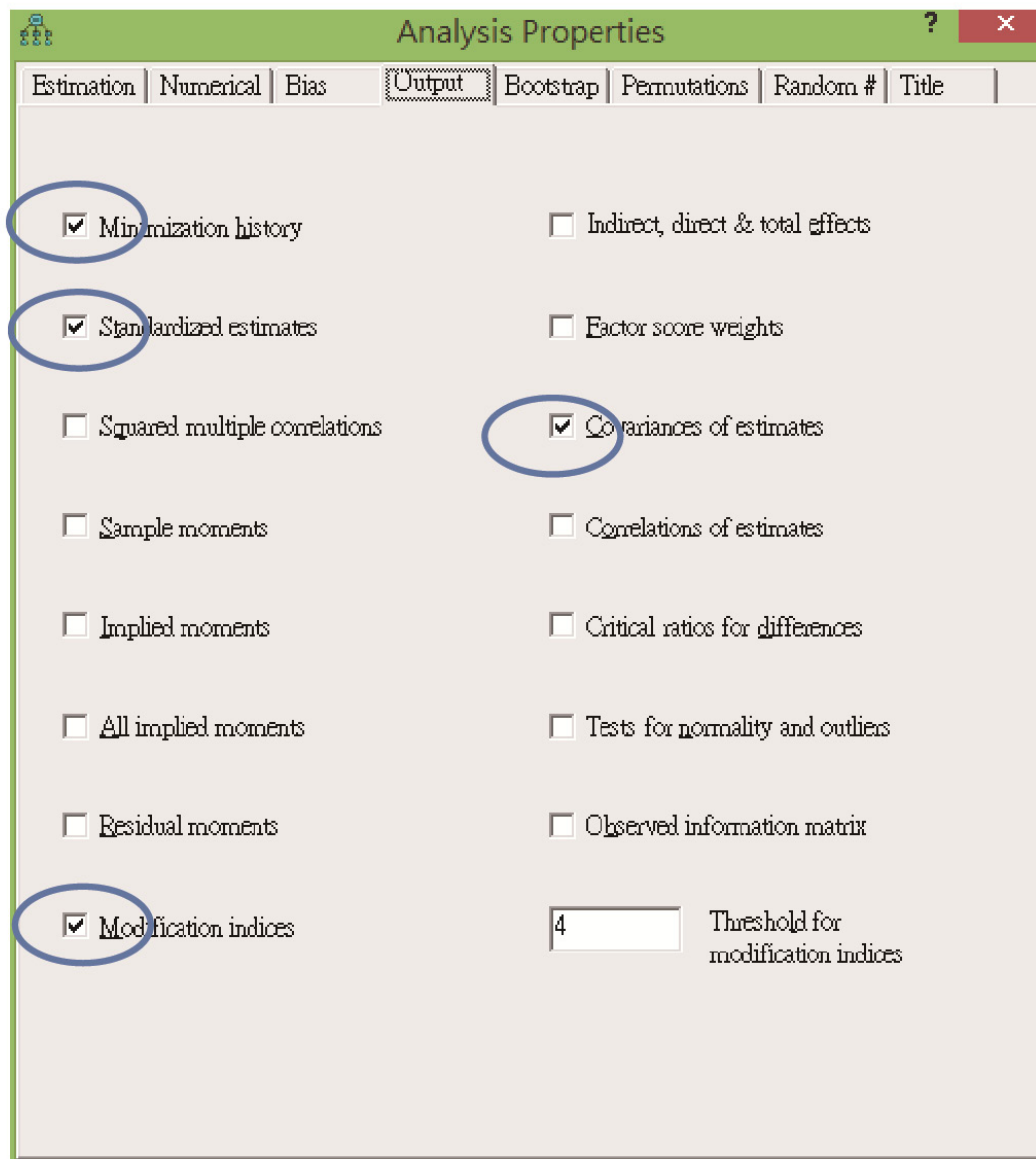 Analysis Properties
?
Estimation Numerical Bias Output Bootstrap Permutations Random # Title
Minimization history
Indirect, direct & total effects
Standardized estimates
Factor score weights
Squared multiple correlations
Covariances of estimates
Sample moments
Correlations of estimates
Implied moments
Critical ratios for differences
All implied moments
Tests for normality and outliers
Residual moments
Observed information matrix
Modification indices
4
Threshold for
modification indices